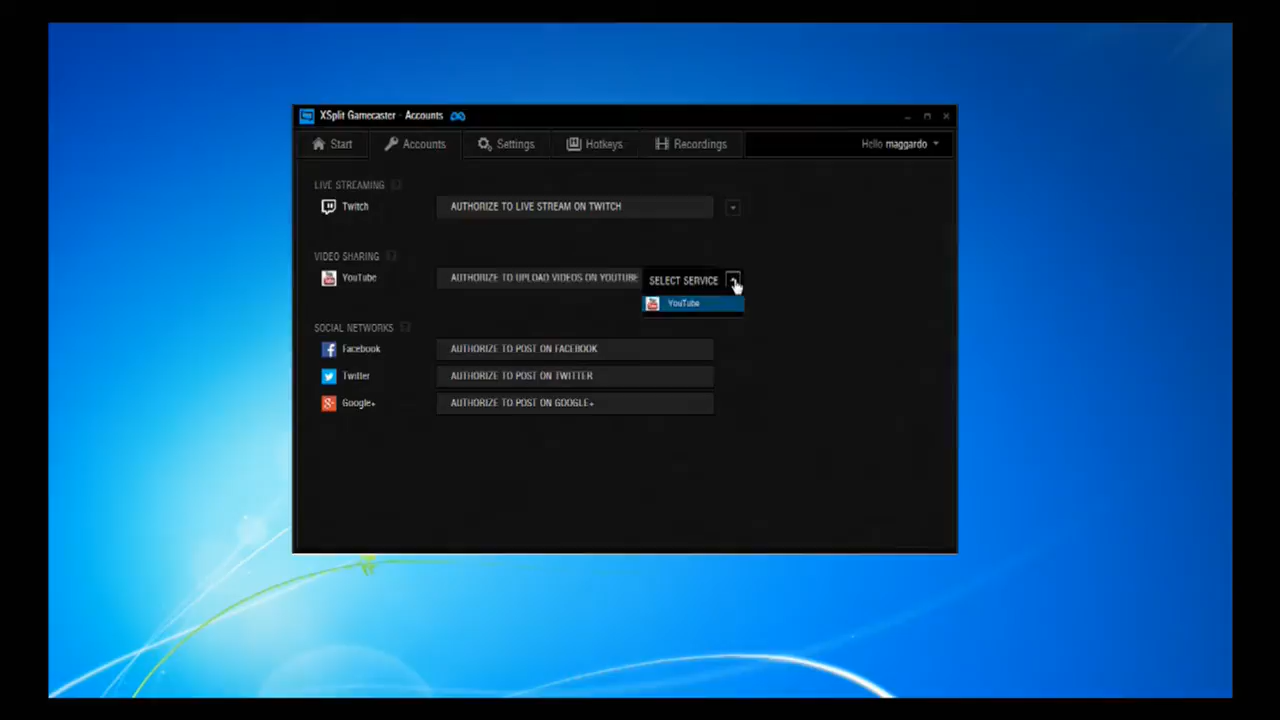 XSplit Gamecaster - Accounts
Start
Accounts
Settings
Hotkeys
Recordings
Hello maggardo
LIVE STREAMING
Twitch
AUTHORIZE TO LIVE STREAM ON TWITCH
VIDEO SHARING
YouTube
AUTHORIZE TO UPLOAD VIDEOS ON YOUTUBE
SELECT SERVICE
YouTube
SOCIAL NETWORKS
Facebook
AUTHORIZE TO POST ON FACEBOOK
Twitter
AUTHORIZE TO POST ON TWITTER
Google+
AUTHORIZE TO POST ON GOOGLE+